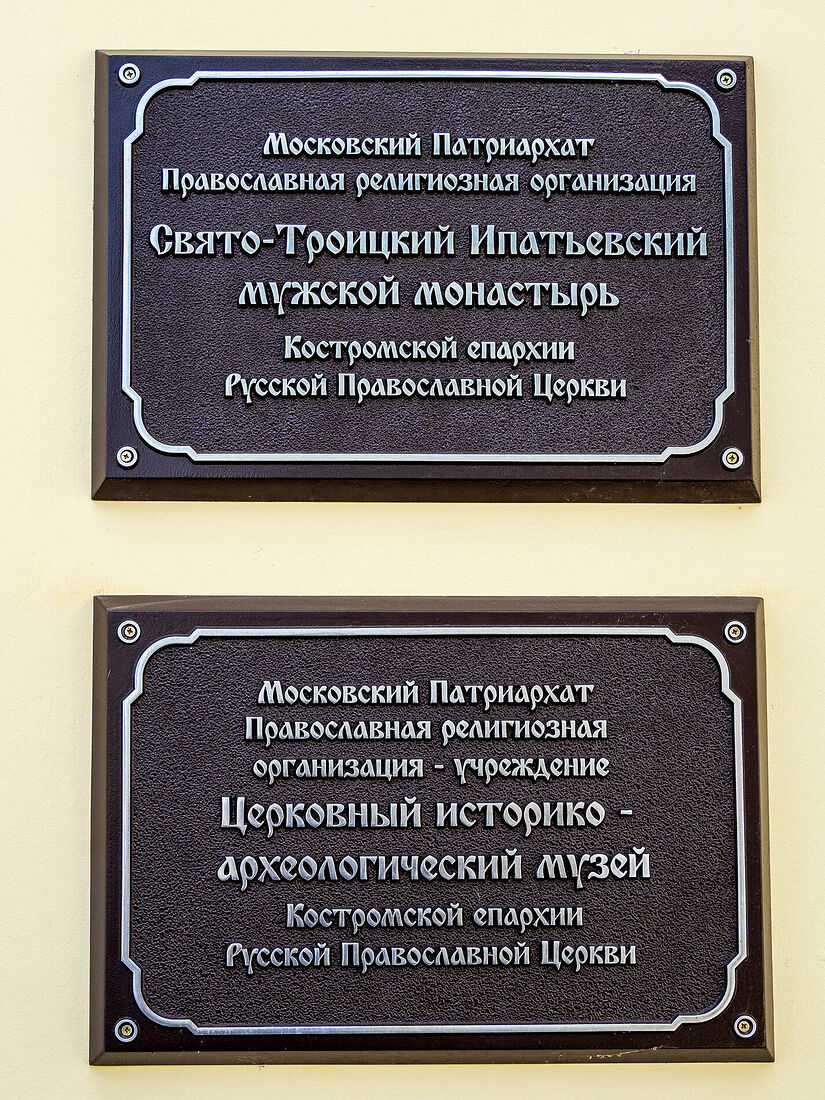 Московский Патриархат
Православная религиозная организация
Свято-Троицкий Ипатьевский
мужской монастырь
Костромской епархии
Русской Православной Церкви
Московский Патриархат
Православная религиозная
организация - учреждение
Церковный историко -
археологический музей
Костромской епархии
Русской Православной Церкви